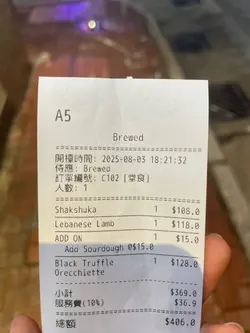 A5
Brewed
開檯時間: 2025-08-03 18:21:32
侍應: Brewed
訂單編號: C102 (堂食)
人數: 1
Shakshuka 1 $108.0
Lebanese Lamb 1 $118.0
ADD ON 1 $15.0
Add Sourdough @$15.0
Black Truffle 1 $128.0
Orecchiette
小計 $369.0
服務費(10%) $36.9
總額 $406.0